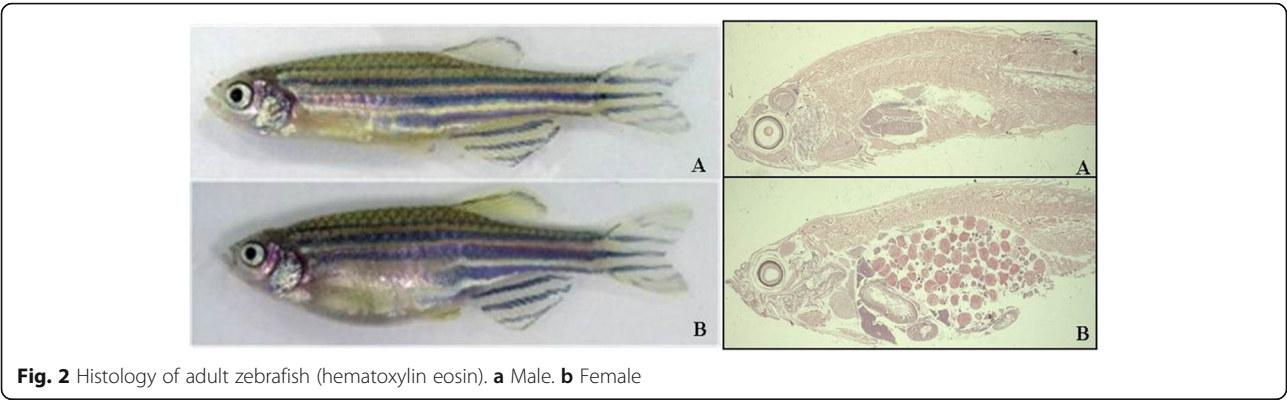 A
A
B
B
Fig. 2 Histology of adult zebrafish (hematoxylin eosin). a Male. b Female